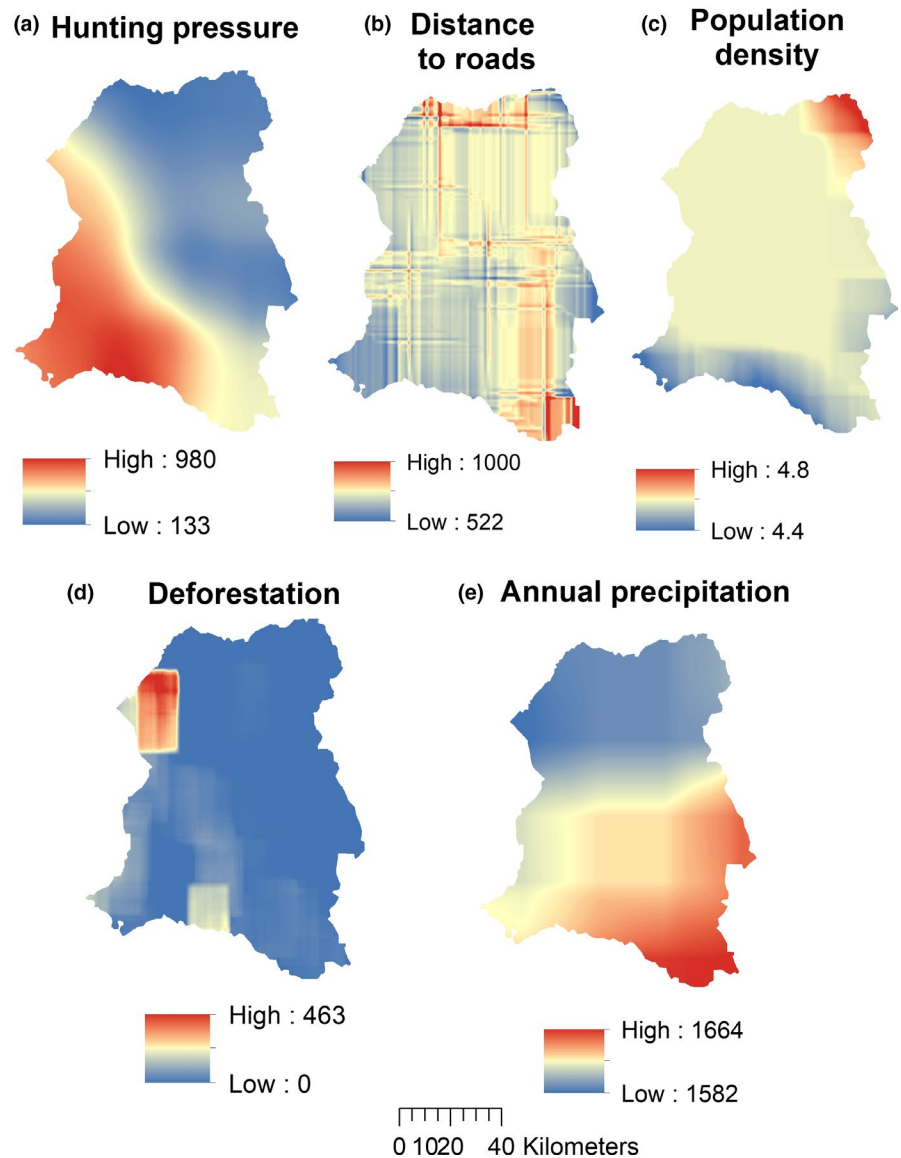 (a) Hunting pressure
(b) Distance
to roads
(c) Population
density
High : 980
Low : 133
High : 1000
Low : 522
High : 4.8
Low : 4.4
(d) Deforestation
(e) Annual precipitation
High : 463
Low : 0
High : 1664
Low : 1582
0 1020 40 Kilometers